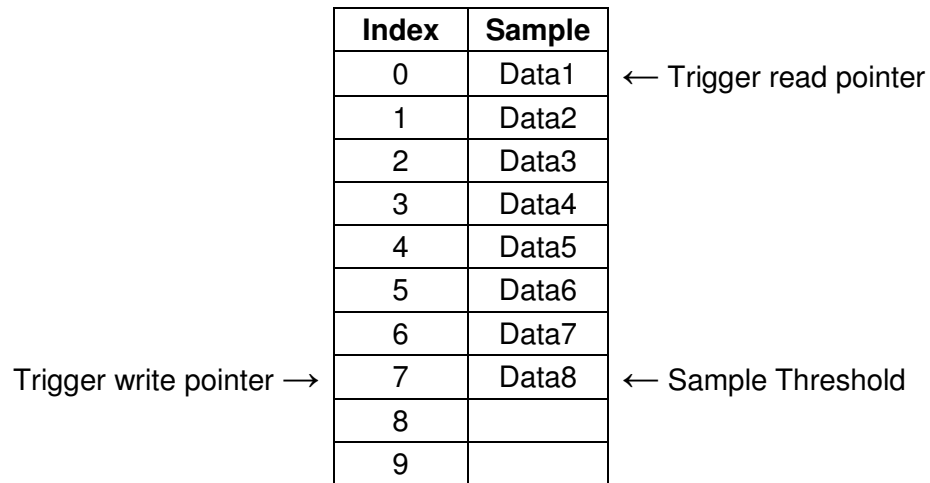 Index Sample
0 Data1 ← Trigger read pointer
1 Data2
2 Data3
3 Data4
4 Data5
5 Data6
6 Data7
Trigger write pointer → 7 Data8 ← Sample Threshold
8
9